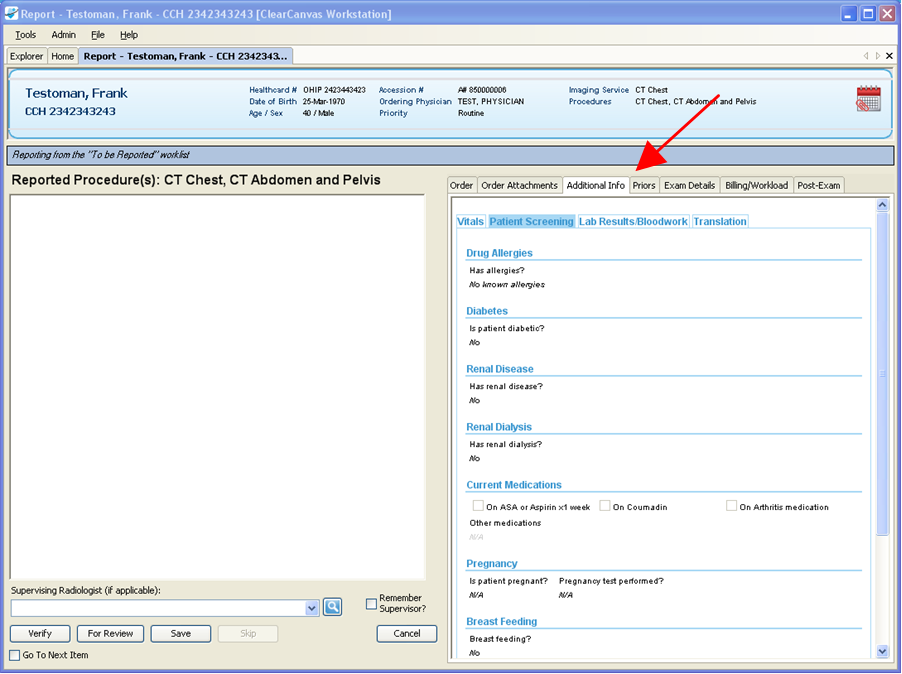 Report - Testoman, Frank - CCH 2342343243 [ClearCanvas Workstation]
Tools Admin File Help
Explorer Home Report - Testoman, Frank - CCH 2342343...
Testoman, Frank
CCH 2342343243
Healthcard # OHIP 2423443423 Accession # A# 850000006 Imaging Service CT Chest
Date of Birth 25-Mar-1970 Ordering Physician TEST, PHYSICIAN Procedures CT Chest, CT Abdomen and Pelvis
Age / Sex 40 / Male Priority Routine
Reporting from the "To be Reported" worklist
Reported Procedure(s): CT Chest, CT Abdomen and Pelvis
Supervising Radiologist (if applicable):
Remember Supervisor?
Verify For Review Save Skip Cancel
Go To Next Item
Order Order Attachments Additional Info Priors Exam Details Billing/Workload Post-Exam
Vitals Patient Screening Lab Results/Bloodwork Translation
Drug Allergies
Has allergies?
No known allergies
Diabetes
Is patient diabetic?
No
Renal Disease
Has renal disease?
No
Renal Dialysis
Has renal dialysis?
No
Current Medications
On ASA or Aspirin x1 week On Coumadin On Arthritis medication
Other medications
N/A
Pregnancy
Is patient pregnant? Pregnancy test performed?
N/A N/A
Breast Feeding
Breast feeding?
No